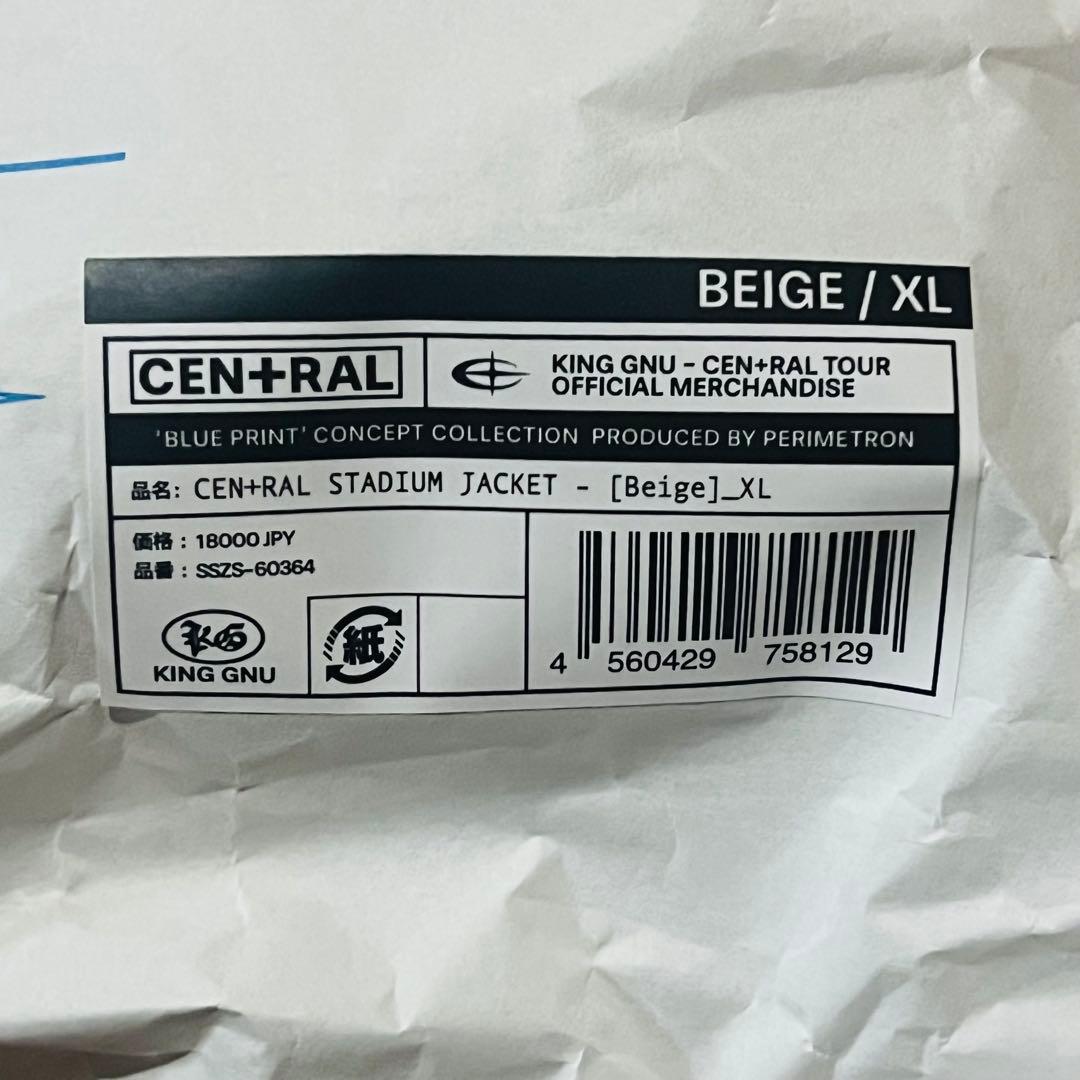 BEIGE / XL
CEN+RAL
KING GNU - CEN+RAL TOUR
OFFICIAL MERCHANDISE
'BLUE PRINT' CONCEPT COLLECTION PRODUCED BY PERIMETRON
品名: CEN+RAL STADIUM JACKET - [Beige]_XL
価格 : 18000 JPY
品番 : SSZS-60364
KG
KING GNU
紙
4 560429 758129